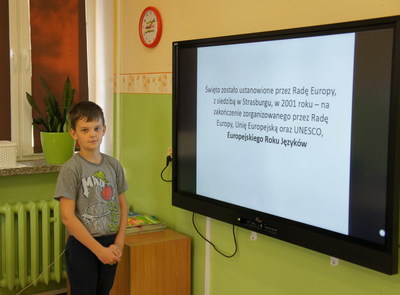 Święto zostało ustanowione przez Radę Europy,
z siedzibą w Strasburgu, w 2001 roku – na
zakończenie zorganizowanego przez Radę
Europy, Unię Europejską oraz UNESCO,
Europejskiego Roku Języków